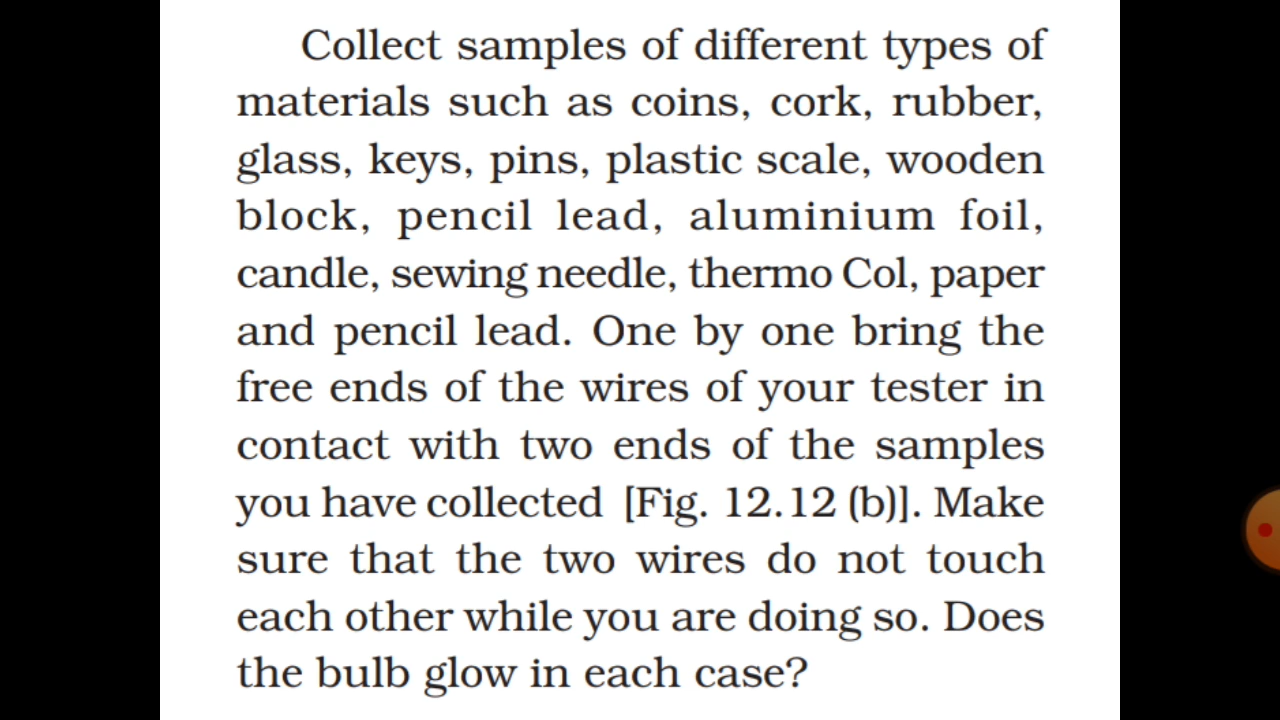 Collect samples of different types of
materials such as coins, cork, rubber,
glass, keys, pins, plastic scale, wooden
block, pencil lead, aluminium foil,
candle, sewing needle, thermo Col, paper
and pencil lead. One by one bring the
free ends of the wires of your tester in
contact with two ends of the samples
you have collected [Fig. 12.12 (b)]. Make
sure that the two wires do not touch
each other while you are doing so. Does
the bulb glow in each case?